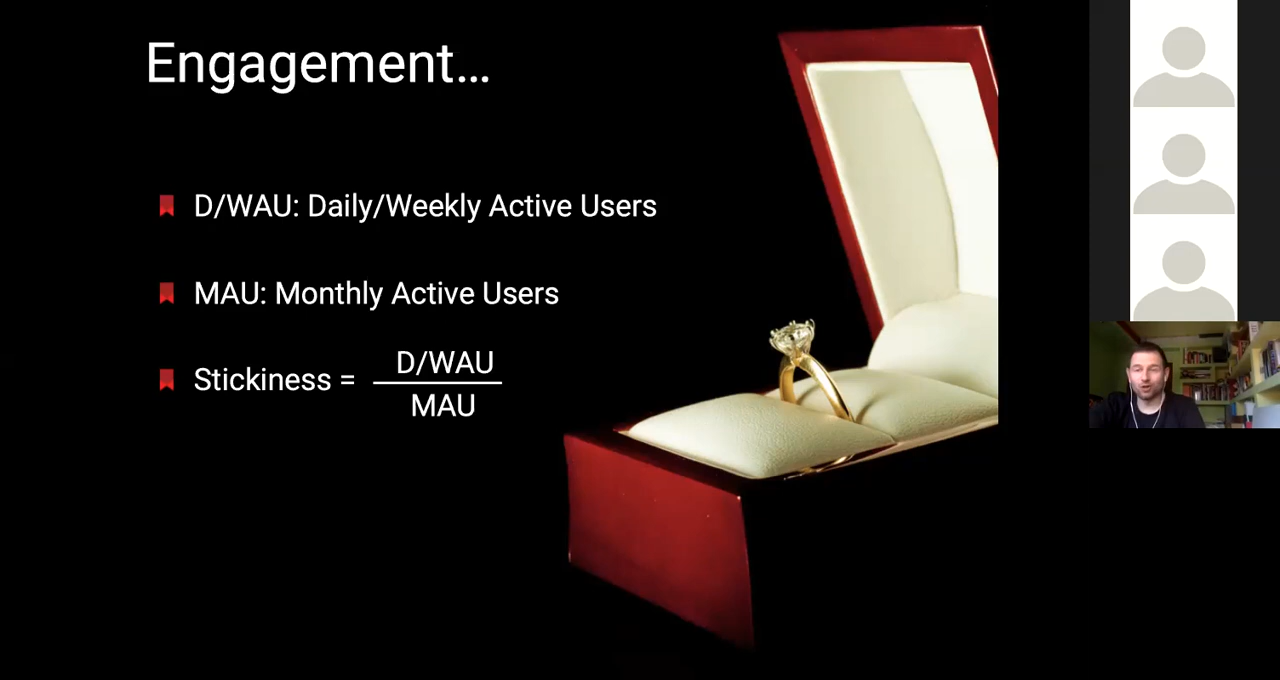 Engagement...
D/WAU: Daily/Weekly Active Users
MAU: Monthly Active Users
Stickiness = D/WAU
MAU